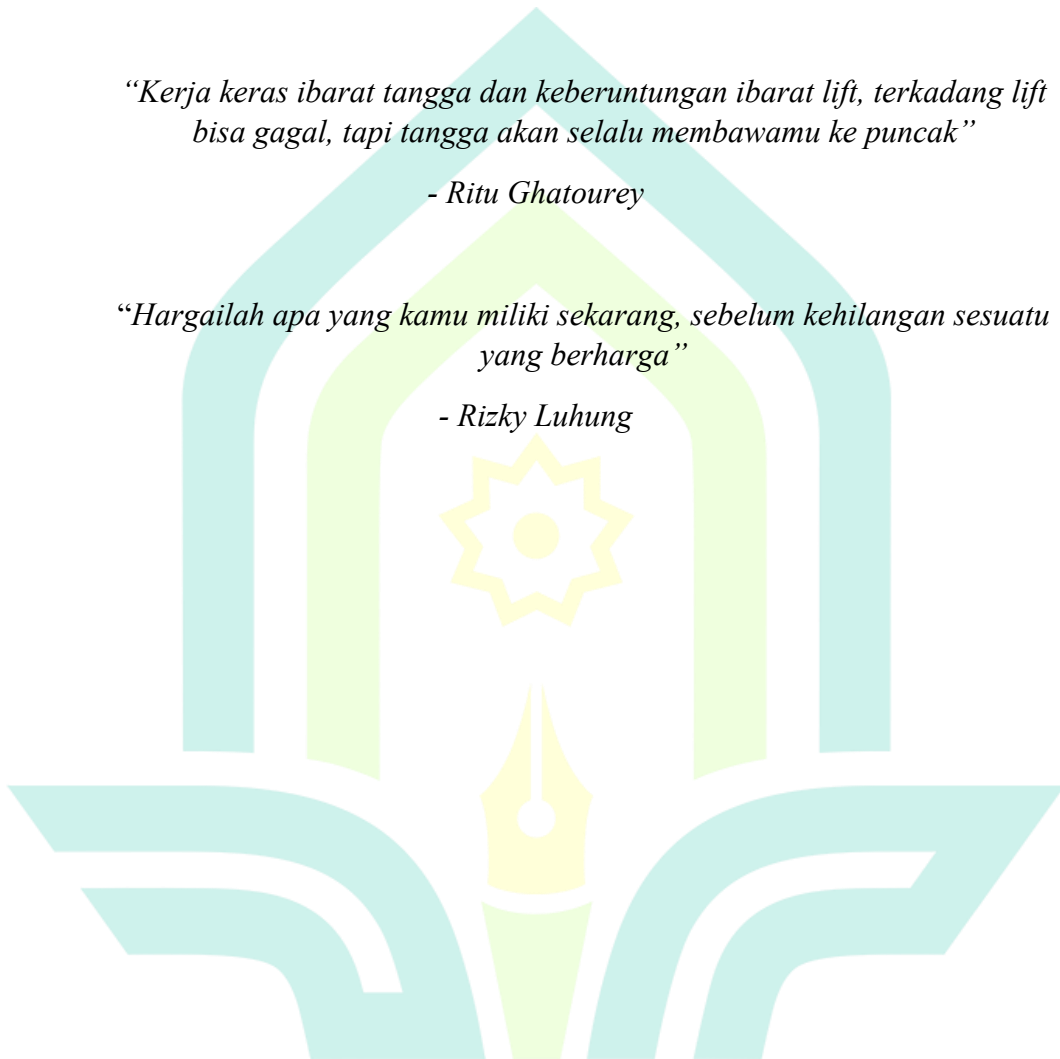 “Kerja keras ibarat tangga dan keberuntungan ibarat lift, terkadang lift
bisa gagal, tapi tangga akan selalu membawamu ke puncak”
- Ritu Ghatourey
“Hargailah apa yang kamu miliki sekarang, sebelum kehilangan sesuatu
yang berharga”
- Rizky Luhung